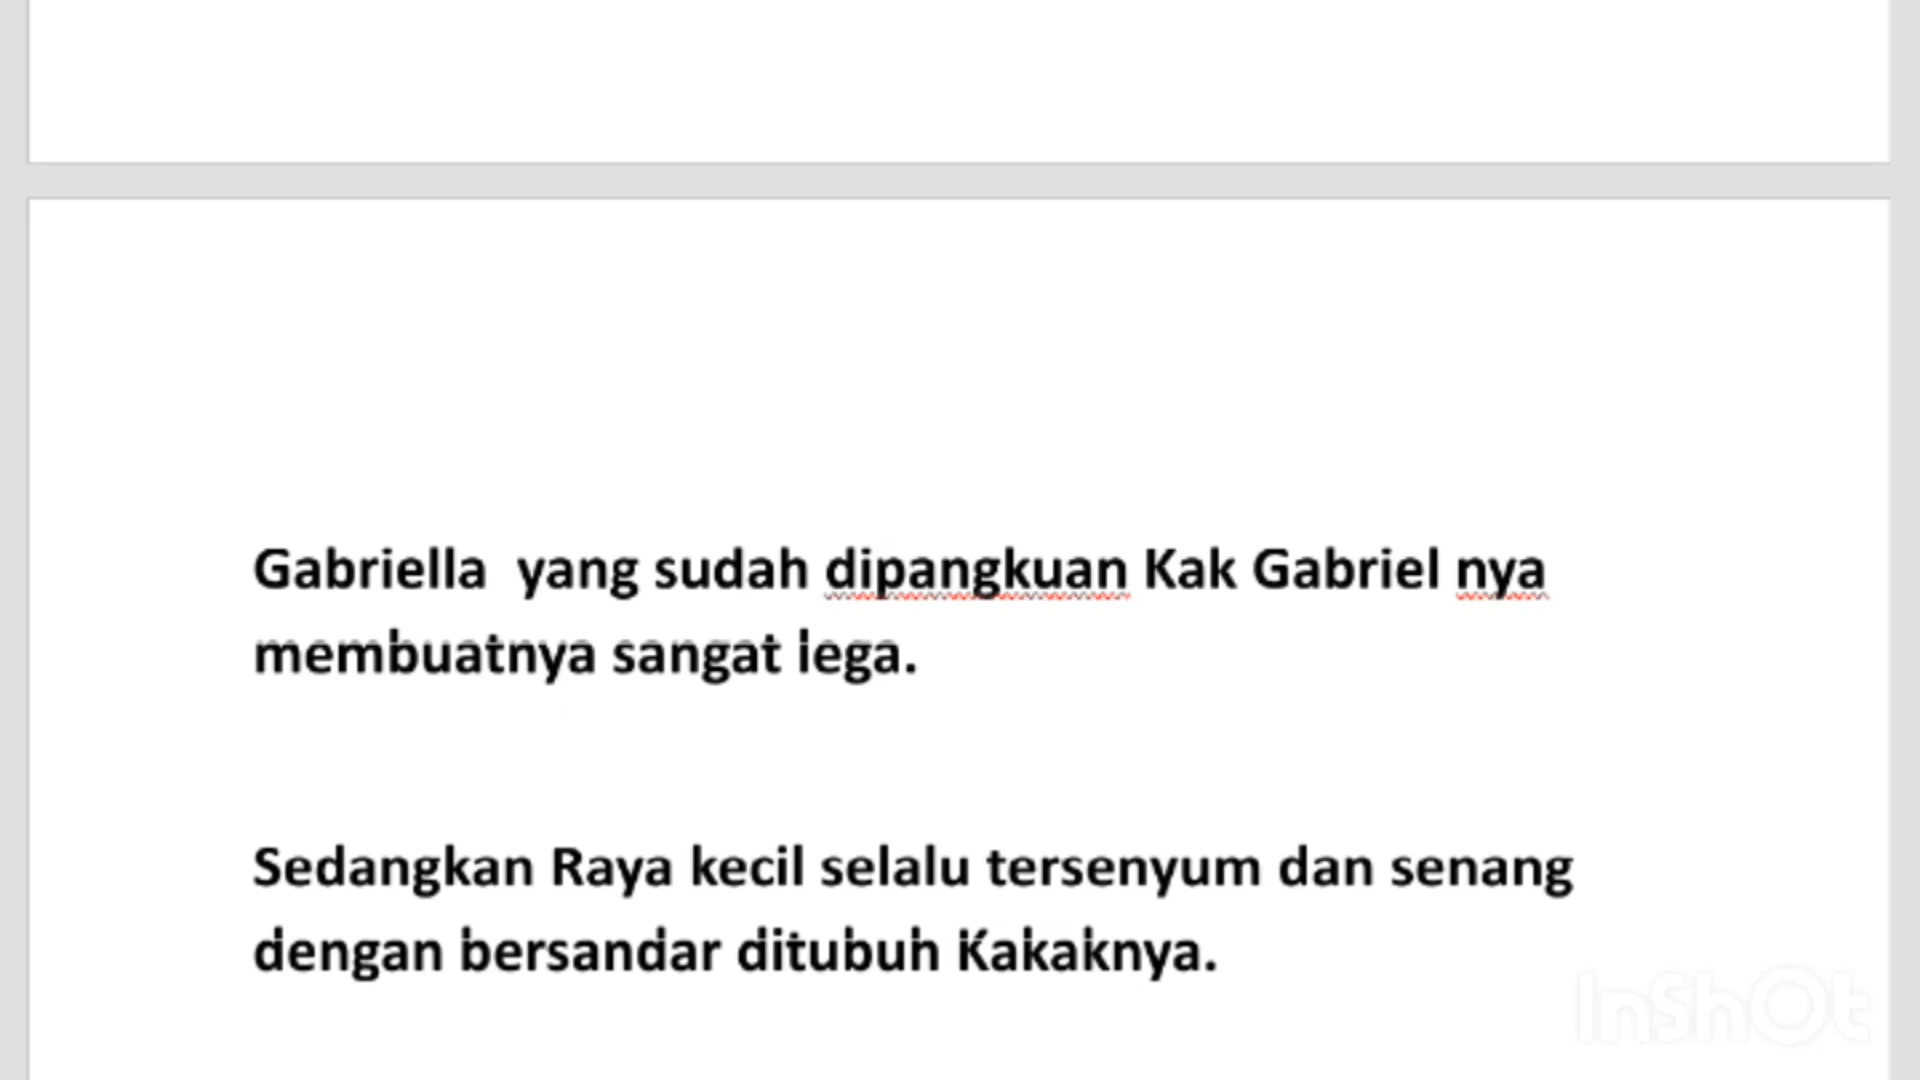 Gabriella  yang sudah dipangkuan Kak Gabriel nya
membuatnya sangat lega.
Sedangkan Raya kecil selalu tersenyum dan senang
dengan bersandar ditubuh Kakaknya.
InShOt